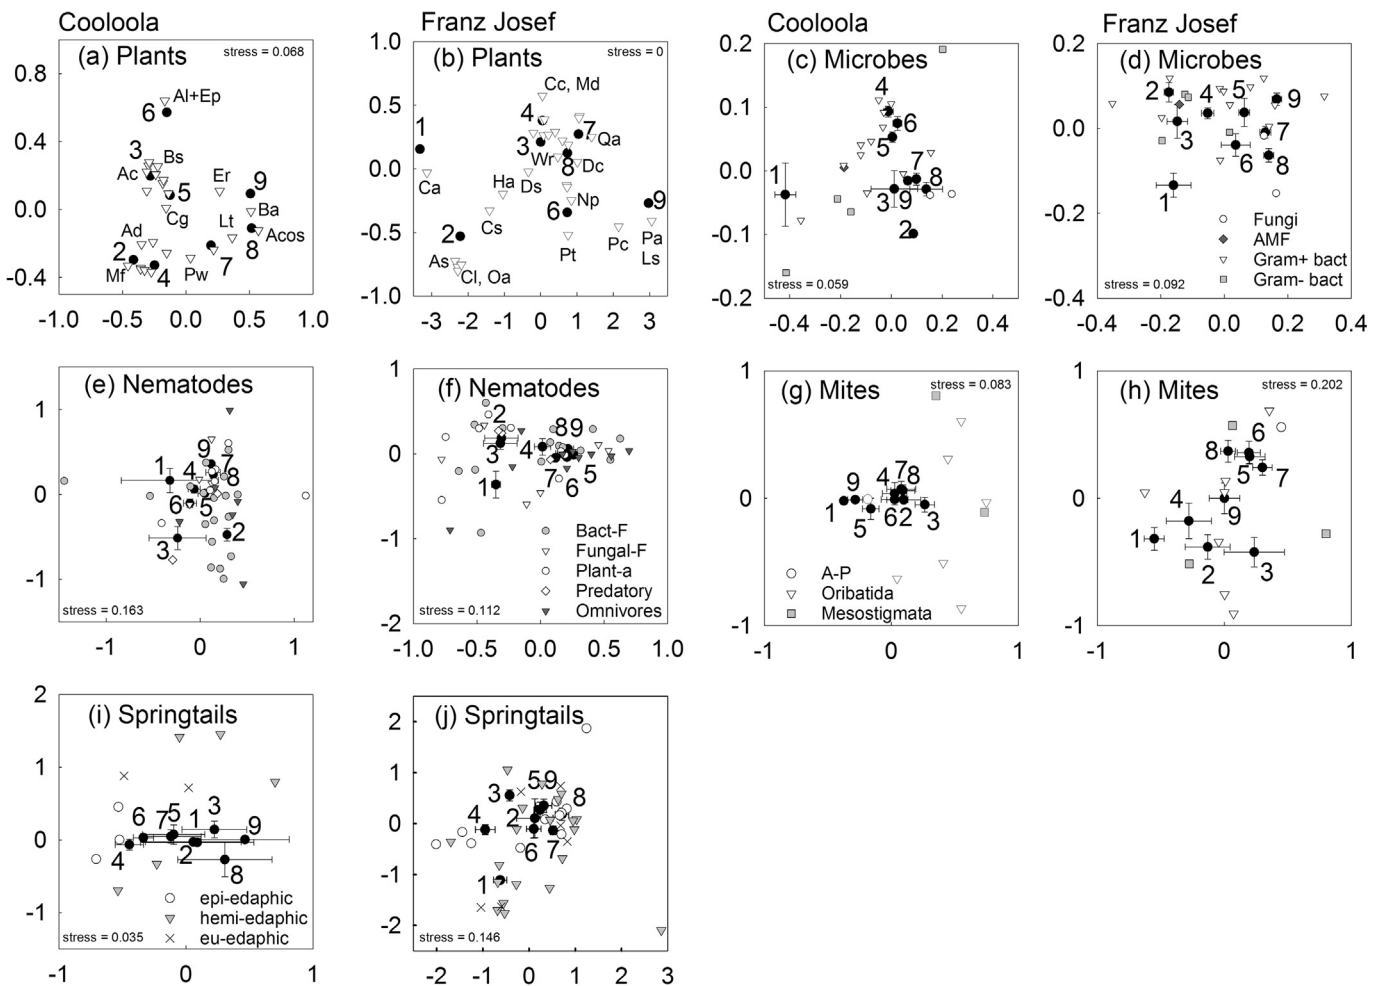 Cooloola
Franz Josef
Cooloola
Franz Josef
(a) Plants
stress = 0.068
0.8
0.4
0.0
-0.4
-1.0 -0.5 0.0 0.5 1.0
Al+Ep
6
3
Bs
Ac
5
Er
9
Cg
Lt
Ba
Ad
Acos
2
Mf
4
Pw
7
8
(b) Plants
stress = 0
1.0
0.5
0.0
-0.5
-1.0
-3 -2 -1 0 1 2 3
Cc, Md
4
7
1
3
Qa
Wr
8
Dc
Ca
Ds
Ha
Np
Cs
6
9
2
Pt
Pc
Pa
Ls
As
Cl, Oa
(c) Microbes
0.2
0.1
0.0
-0.1
-0.2
-0.4 -0.2 0.0 0.2 0.4
4
6
5
7
1
8
3
9
2
stress = 0.059
(d) Microbes
0.2
0.0
-0.2
-0.4
-0.4 -0.2 0.0 0.2 0.4
2
4
5
9
3
7
6
8
1
Fungi
AMF
Gram+ bact
Gram- bact
stress = 0.092
(e) Nematodes
1
0
-1
-1 0 1
9
1
7
4
8
6
5
2
3
stress = 0.163
(f) Nematodes
1
0
-1
-2
-1.0 -0.5 0.0 0.5 1.0
2
89
4
1
7
5
6
Bact-F
Fungal-F
Plant-a
Predatory
Omnivores
stress = 0.112
(g) Mites
stress = 0.083
1
0
-1
-1 0 1
9
4
7
8
1
5
6
2
3
A-P
Oribatida
Mesostigmata
(h) Mites
stress = 0.202
1
0
-1
-1 0 1
8
6
5
7
4
9
1
2
3
(i) Springtails
2
1
0
-1
-1 0 1
6
7
5
1
3
9
4
2
8
epi-edaphic
hemi-edaphic
eu-edaphic
stress = 0.035
(j) Springtails
2
1
0
-1
-2
-2 -1 0 1 2 3
3
59
4
2
8
6
7
1
stress = 0.146